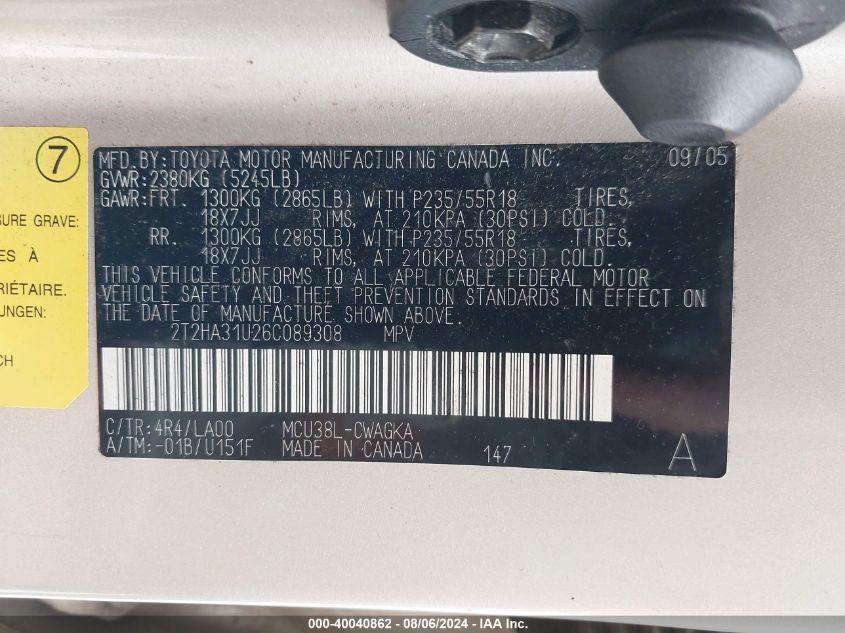 7
SURE GRAVE:
ES À
PRIÉTAIRE.
UNGEN:
CH
MFD.BY:TOYOTA MOTOR MANUFACTURING CANADA INC. 09/05
GVWR:2380KG (5245LB)
GAWR:FRT. 1300KG (2865LB) WITH P235/55R18 TIRES,
18X7JJ RIMS, AT 210KPA (30PSI) COLD.
RR. 1300KG (2865LB) WITH P235/55R18 TIRES,
18X7JJ RIMS, AT 210KPA (30PSI) COLD.
THIS VEHICLE CONFORMS TO ALL APPLICABLE FEDERAL MOTOR
VEHICLE SAFETY AND THEFT PREVENTION STANDARDS IN EFFECT ON
THE DATE OF MANUFACTURE SHOWN ABOVE.
2T2HA31U26C089308 MPV
C/TR:4R4/LA00 MCU38L-CWAGKA
A/TM:-01B/U151F MADE IN CANADA 147 A
000-40040862 - 08/06/2024 - IAA Inc.